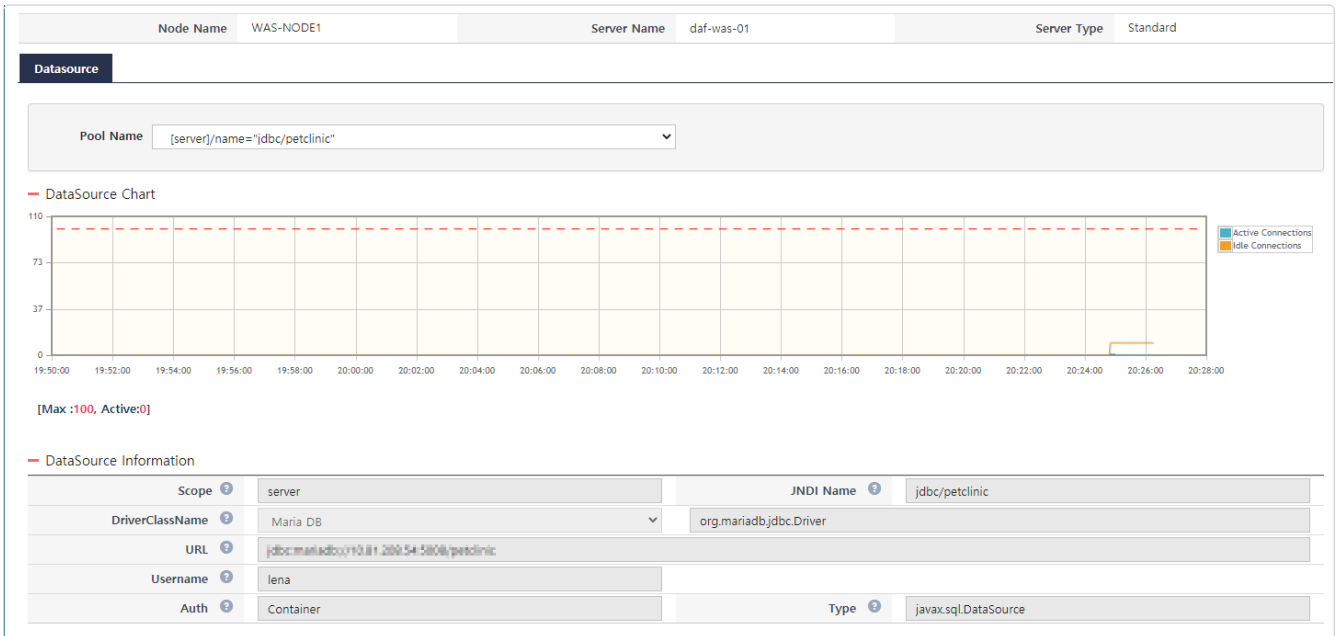 Node Name WAS-NODE1 Server Name daf-was-01 Server Type Standard
Datasource
Pool Name [server]/name="jdbc/petclinic"
DataSource Chart
110
73
37
0
Active Connections
Idle Connections
19:50:00 19:52:00 19:54:00 19:56:00 19:58:00 20:00:00 20:02:00 20:04:00 20:06:00 20:08:00 20:10:00 20:12:00 20:14:00 20:16:00 20:18:00 20:20:00 20:22:00 20:24:00 20:26:00 20:28:00
[Max :100, Active:0]
DataSource Information
Scope ? server JNDI Name ? jdbc/petclinic
DriverClassName ? Maria DB org.mariadb.jdbc.Driver
URL ?
Username ? lena
Auth ? Container Type ? javax.sql.DataSource